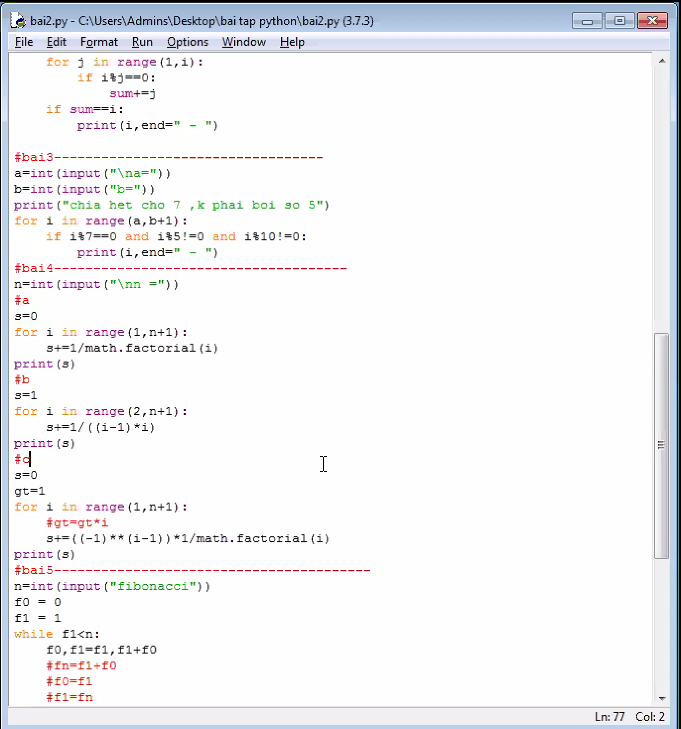 bai2.py - C:\Users\Admins\Desktop\bai tap python\bai2.py (3.7.3)
File Edit Format Run Options Window Help
    for j in range(1,i):
        if i%j==0:
            sum+=j
    if sum==i:
        print(i,end=" - ")

#bai3----------------------------------
a=int(input("\na="))
b=int(input("b="))
print("chia het cho 7 ,k phai boi so 5")
for i in range(a,b+1):
    if i%7==0 and i%5!=0 and i%10!=0:
        print(i,end=" - ")
#bai4-------------------------------------
n=int(input("\nn ="))
#a
s=0
for i in range(1,n+1):
    s+=1/math.factorial(i)
print(s)
#b
s=1
for i in range(2,n+1):
    s+=1/((i-1)*i)
print(s)
#c
s=0
gt=1
for i in range(1,n+1):
    #gt=gt*i
    s+=((-1)**(i-1))*1/math.factorial(i)
print(s)
#bai5----------------------------------------
n=int(input("fibonacci"))
f0 = 0
f1 = 1
while f1<n:
    f0,f1=f1,f1+f0
    #fn=f1+f0
    #f0=f1
    #f1=fn
Ln: 77 Col: 2